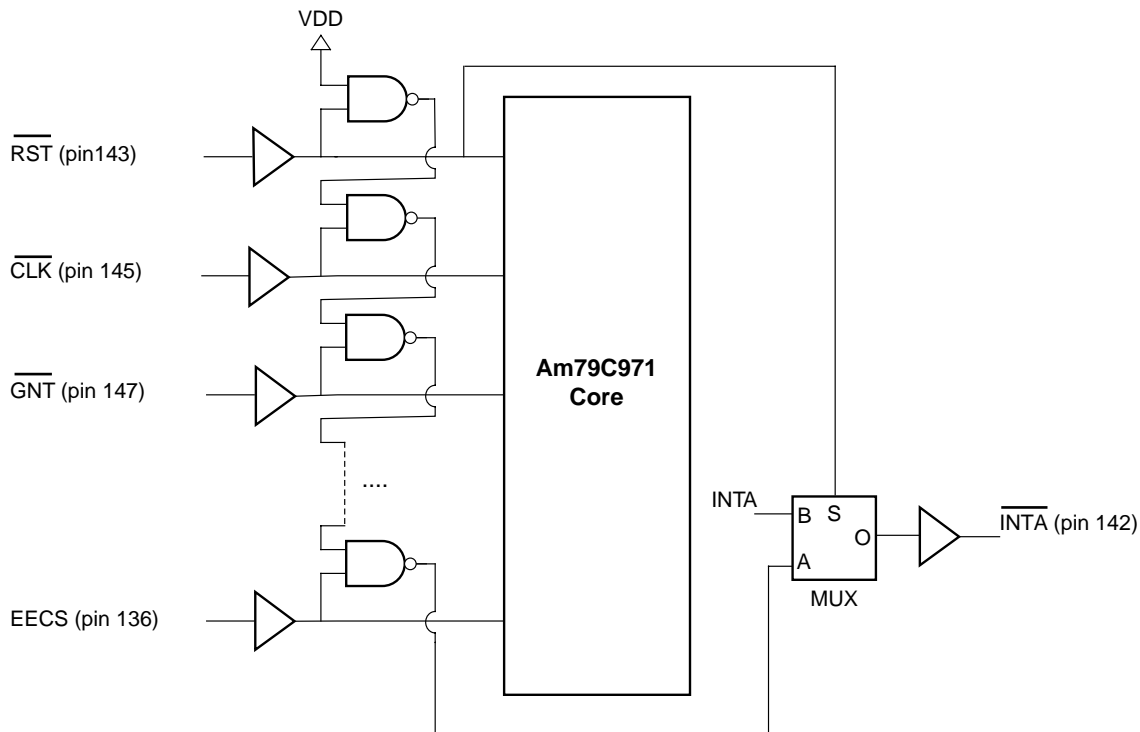 VDD
RST (pin143)
CLK (pin 145)
GNT (pin 147)
Am79C971
Core
....
INTA
B
S
O
A
INTA (pin 142)
MUX
EECS (pin 136)